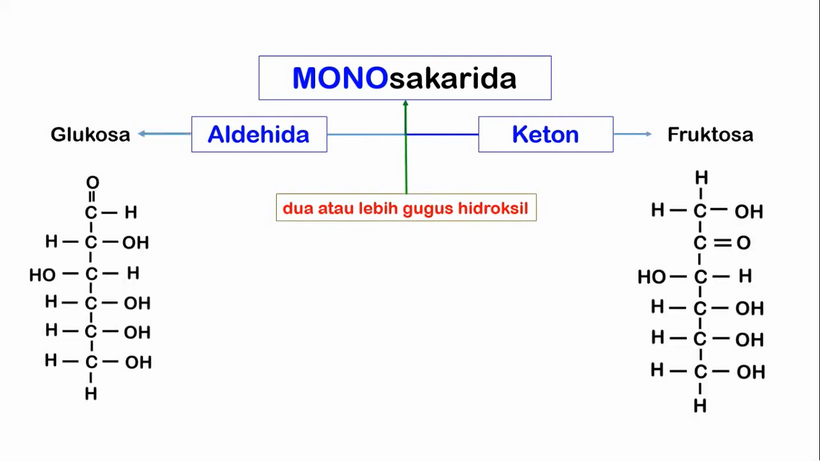 MONOsakarida
Glukosa Aldehida Keton Fruktosa
dua atau lebih gugus hidroksil
O
C H
H C OH
HO C H
H C OH
H C OH
H C OH
H
H
H C OH
C O
HO C H
H C OH
H C OH
H C OH
H